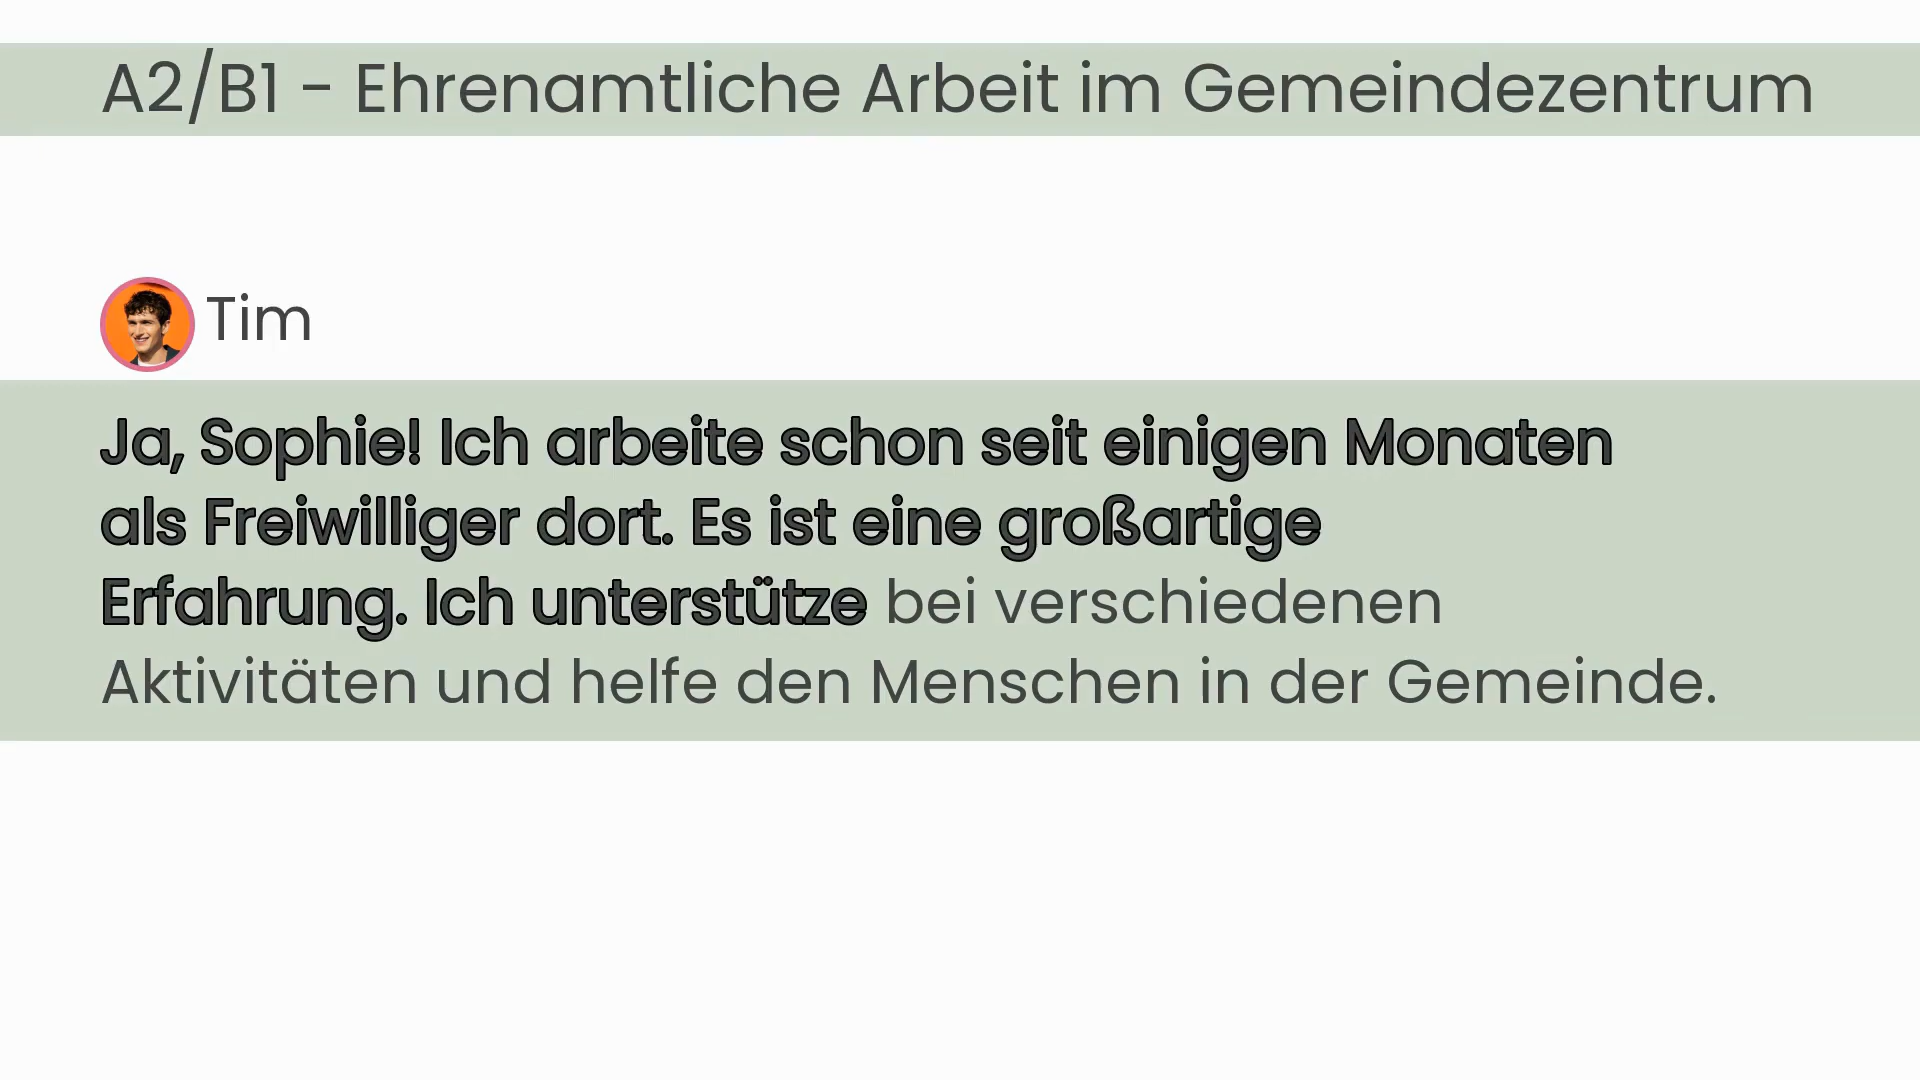 A2/B1 - Ehrenamtliche Arbeit im Gemeindezentrum
Tim
Ja, Sophie! Ich arbeite schon seit einigen Monaten
als Freiwilliger dort. Es ist eine großartige
Erfahrung. Ich unterstütze bei verschiedenen
Aktivitäten und helfe den Menschen in der Gemeinde.